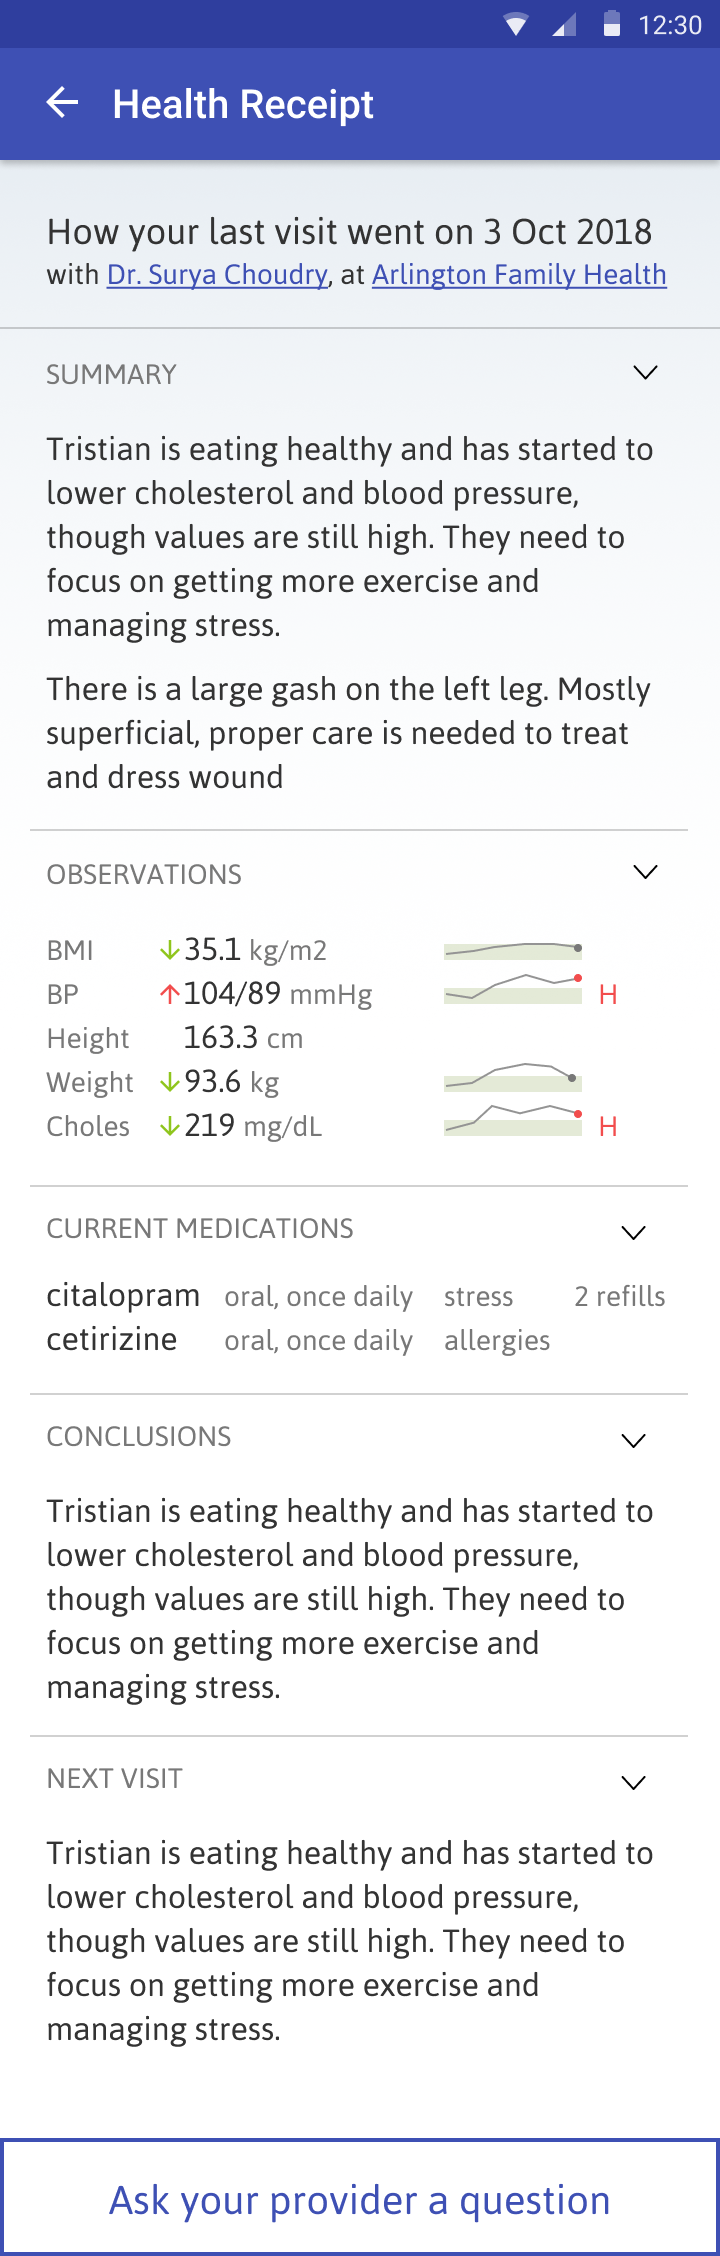 12:30
Health Receipt
How your last visit went on 3 Oct 2018
with Dr. Surya Choudry, at Arlington Family Health
SUMMARY
Tristian is eating healthy and has started to
lower cholesterol and blood pressure,
though values are still high. They need to
focus on getting more exercise and
managing stress.
There is a large gash on the left leg. Mostly
superficial, proper care is needed to treat
and dress wound
OBSERVATIONS
BMI ↓35.1 kg/m2
BP ↑104/89 mmHg H
Height 163.3 cm
Weight ↓93.6 kg
Choles ↓219 mg/dL H
CURRENT MEDICATIONS
citalopram oral, once daily stress 2 refills
cetirizine oral, once daily allergies
CONCLUSIONS
Tristian is eating healthy and has started to
lower cholesterol and blood pressure,
though values are still high. They need to
focus on getting more exercise and
managing stress.
NEXT VISIT
Tristian is eating healthy and has started to
lower cholesterol and blood pressure,
though values are still high. They need to
focus on getting more exercise and
managing stress.
Ask your provider a question